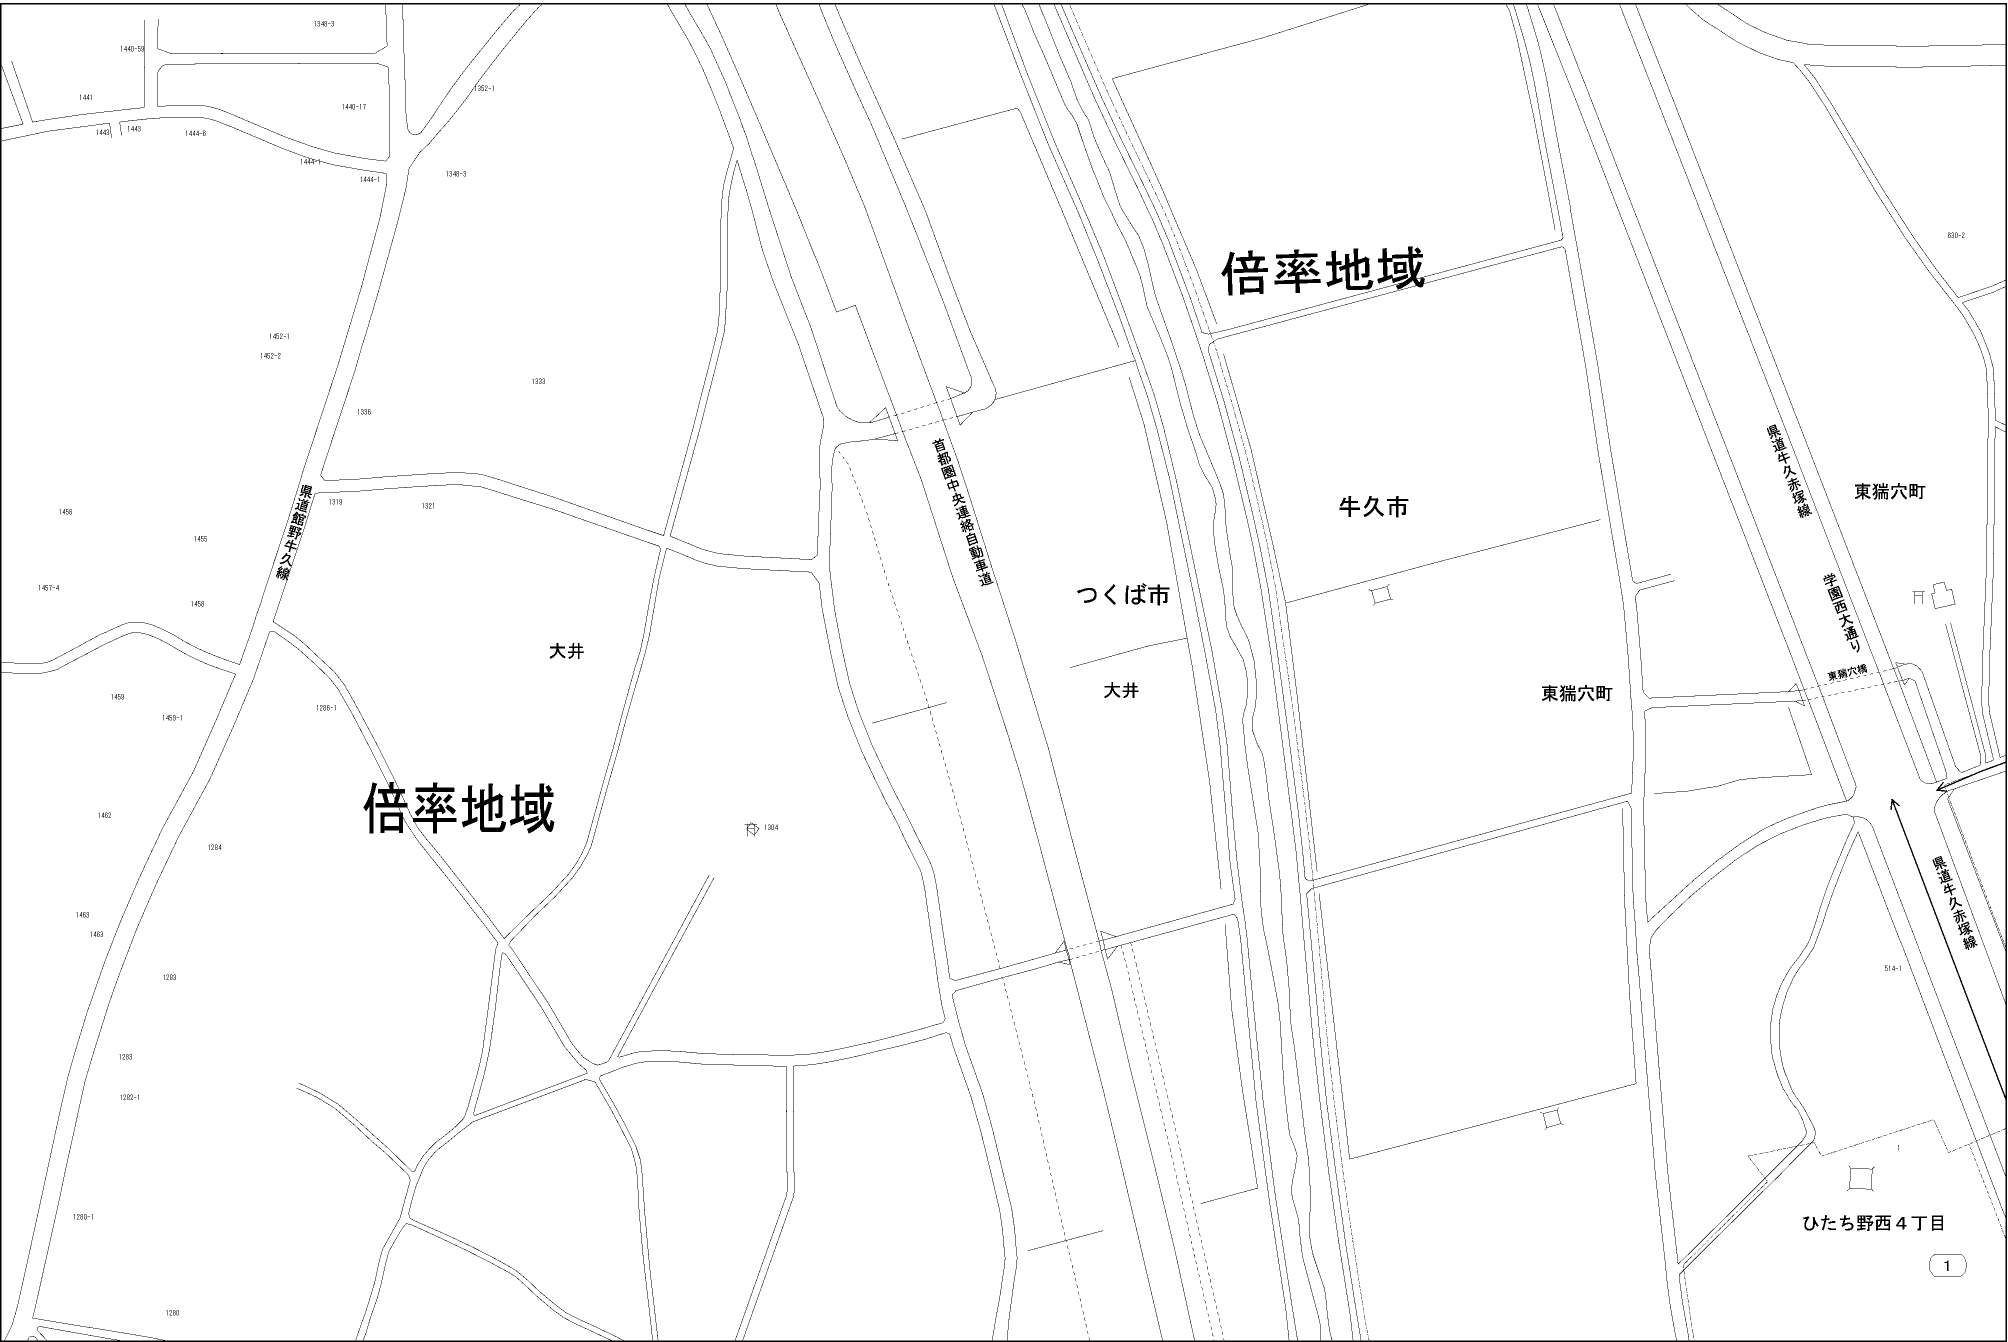 1348-3
1440-59
1352-1
1441
1440-17
1443
1443
1444-6
1444-1
1444-1
1348-3
630-2
倍率地域
1452-1
1452-2
1333
1336
県道牛久赤塚線
首都圏中央連絡自動車道
東猯穴町
県道館野牛久線
1319
1321
牛久市
1456
1455
学園西大通り
1457-4
つくば市
1458
大井
東猯穴橋
大井
東猯穴町
1459
1459-1
1286-1
倍率地域
1462
1304
1284
県道牛久赤塚線
1463
1463
514-1
1283
1283
1282-1
1
1280-1
ひたち野西４丁目
1
1280